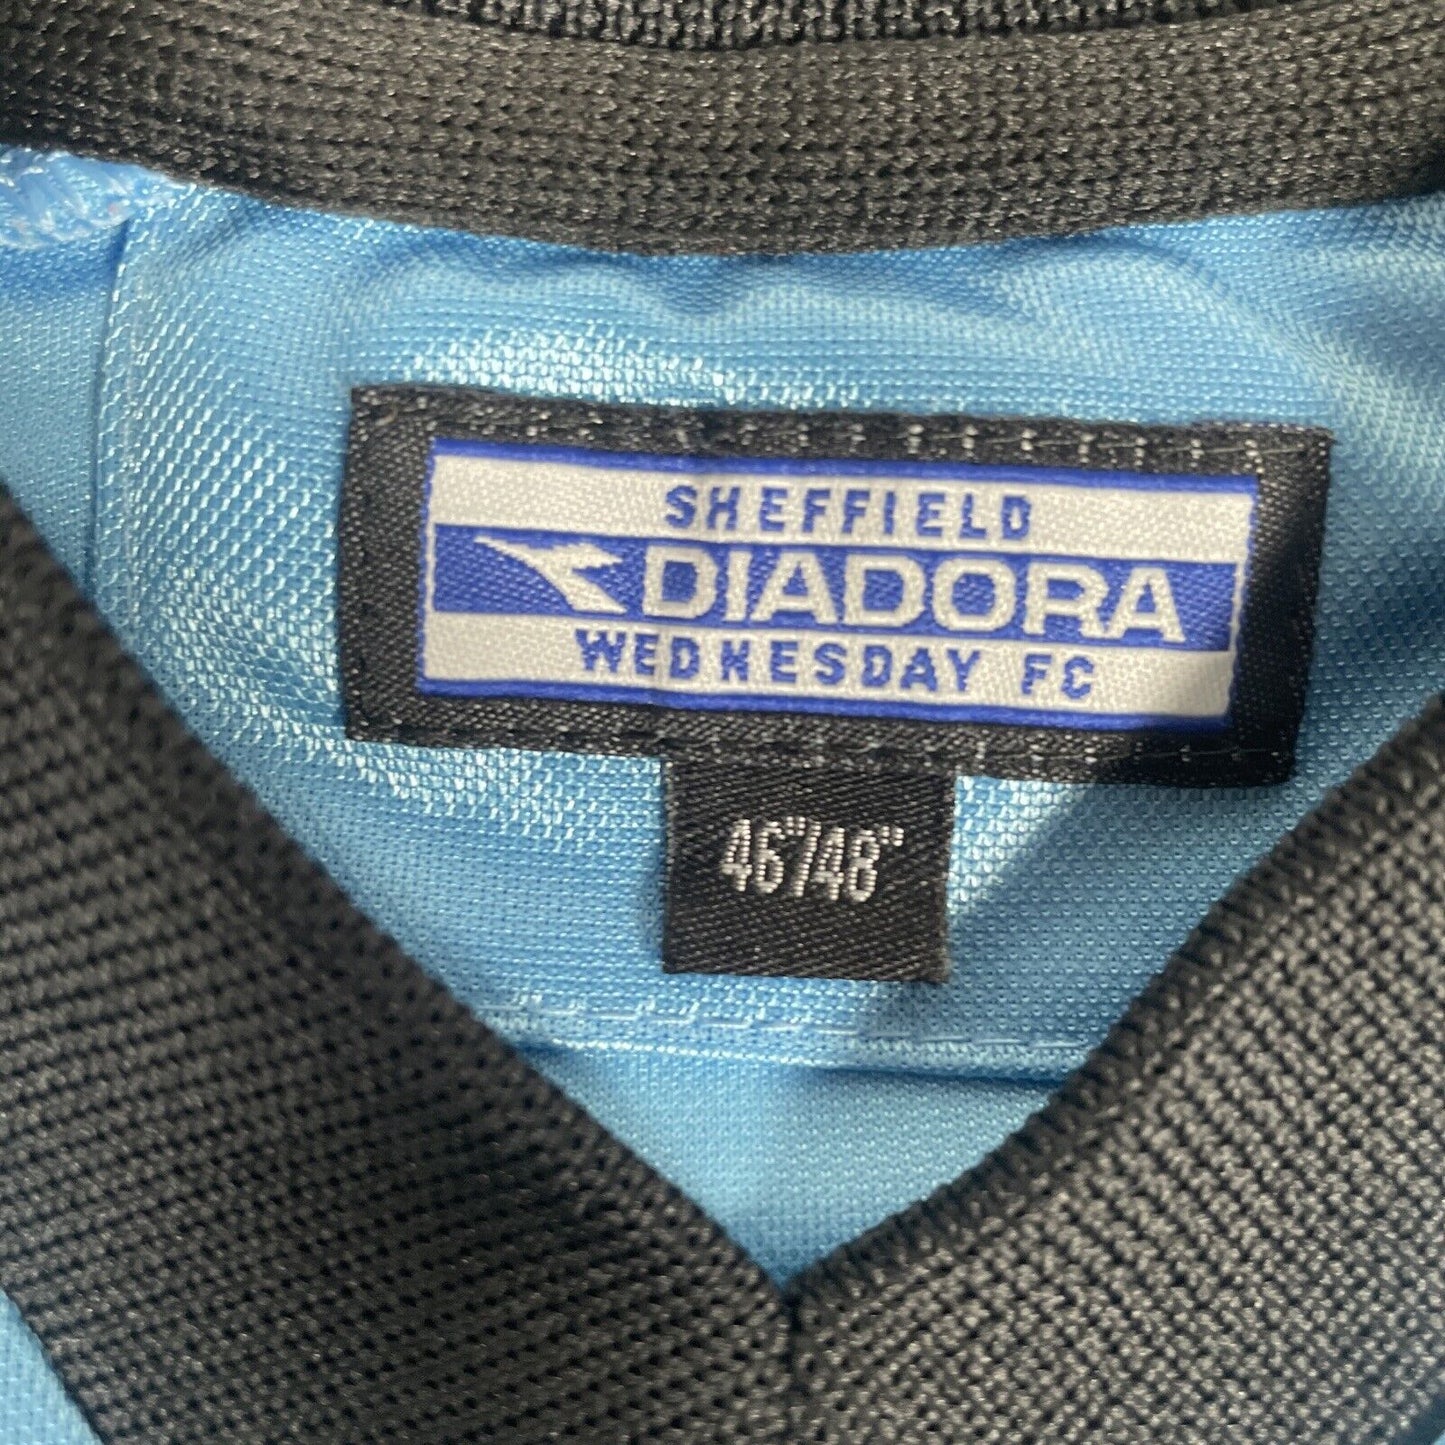 SHEFFIELD
DIADORA
WEDNESDAY FC
46"/48"